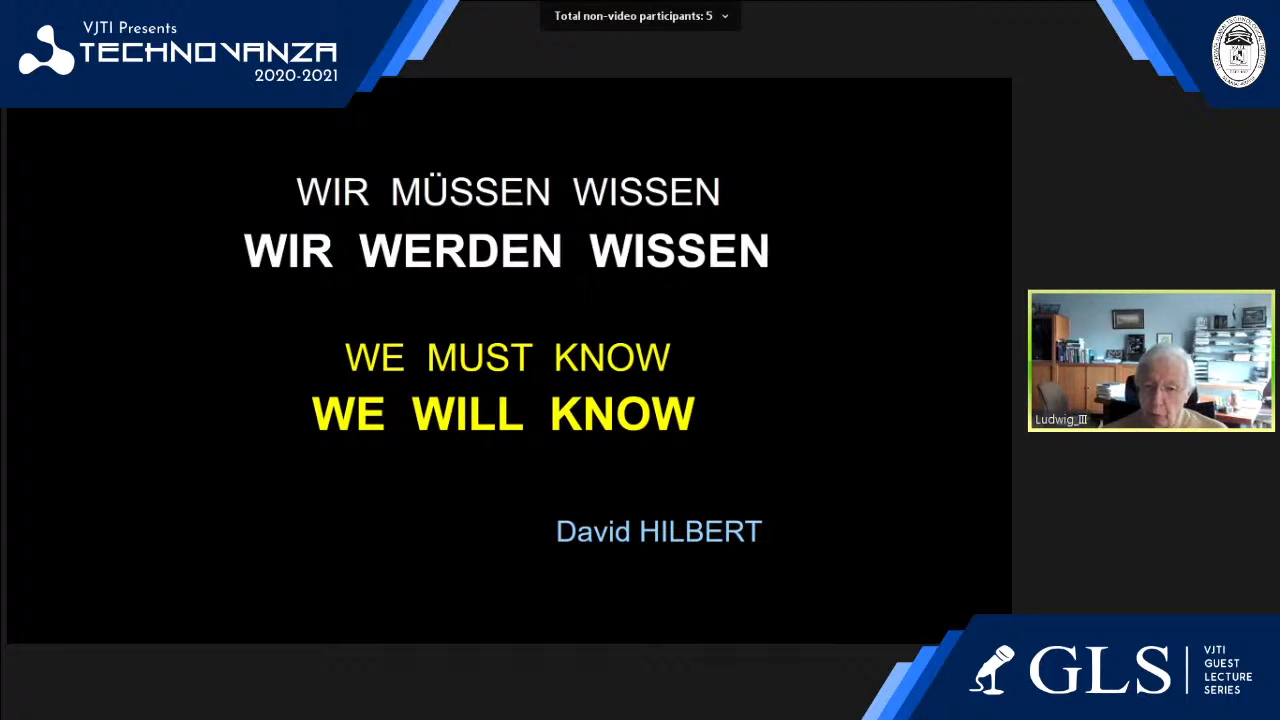 VJTI Presents
TECHNOVANZA
2020-2021
Total non-video participants: 5
WIR MÜSSEN WISSEN
WIR WERDEN WISSEN
WE MUST KNOW
WE WILL KNOW
David HILBERT
Ludwig_III
GLS
VJTI
GUEST
LECTURE
SERIES